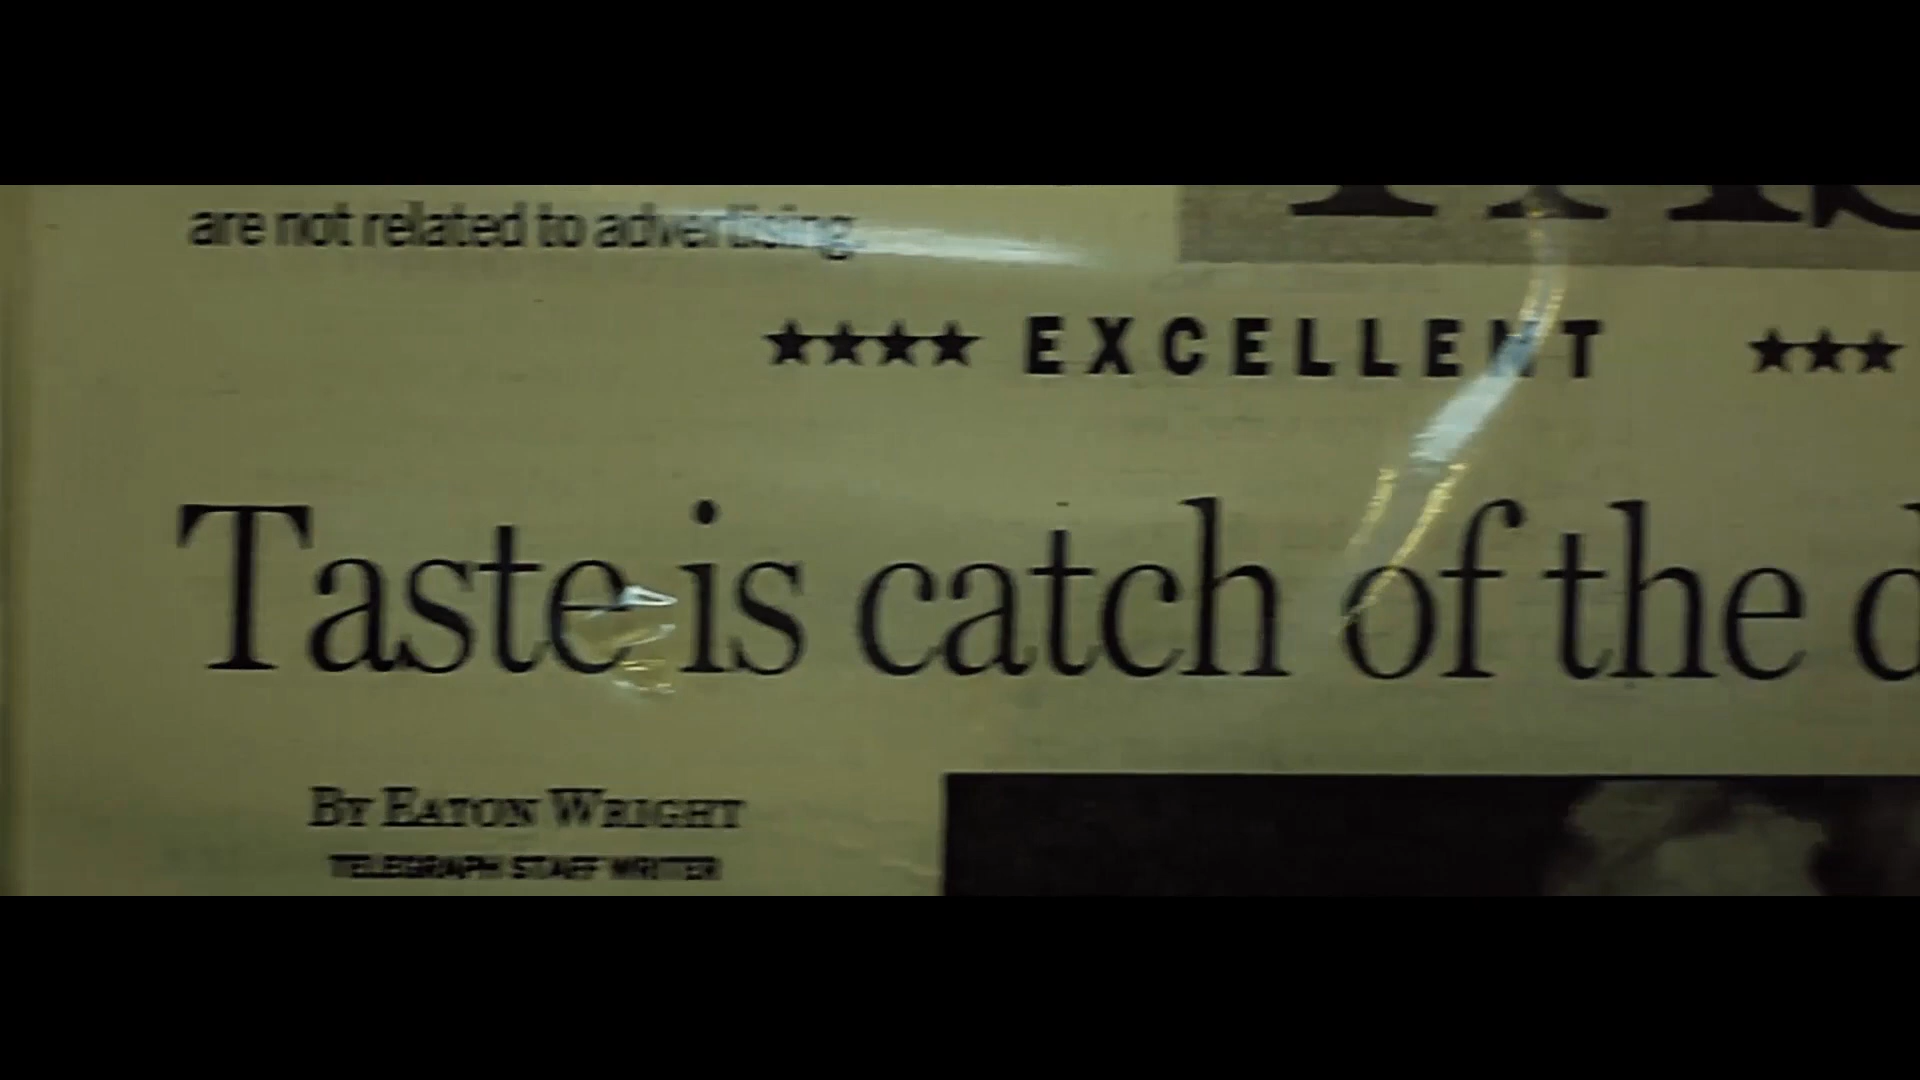 are not related to advertising.
★★★★ EXCELLENT ★★★
Taste is catch of the d
BY EATON WRIGHT
TELEGRAPH STAFF WRITER